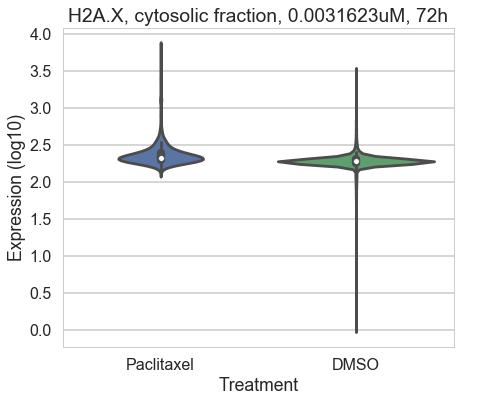 H2A.X, cytosolic fraction, 0.0031623uM, 72h
4.0
3.5
3.0
2.5
2.0
1.5
1.0
0.5
0.0
Expression (log10)
Paclitaxel DMSO
Treatment